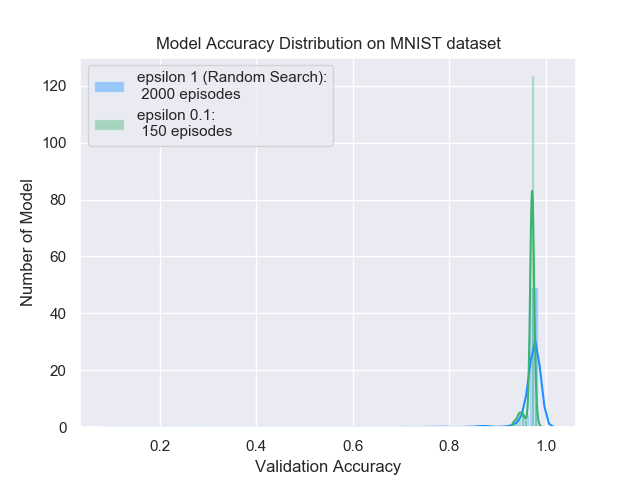 Model Accuracy Distribution on MNIST dataset
epsilon 1 (Random Search):
2000 episodes
epsilon 0.1:
150 episodes
120
100
80
60
40
20
0
Number of Model
0.2 0.4 0.6 0.8 1.0
Validation Accuracy